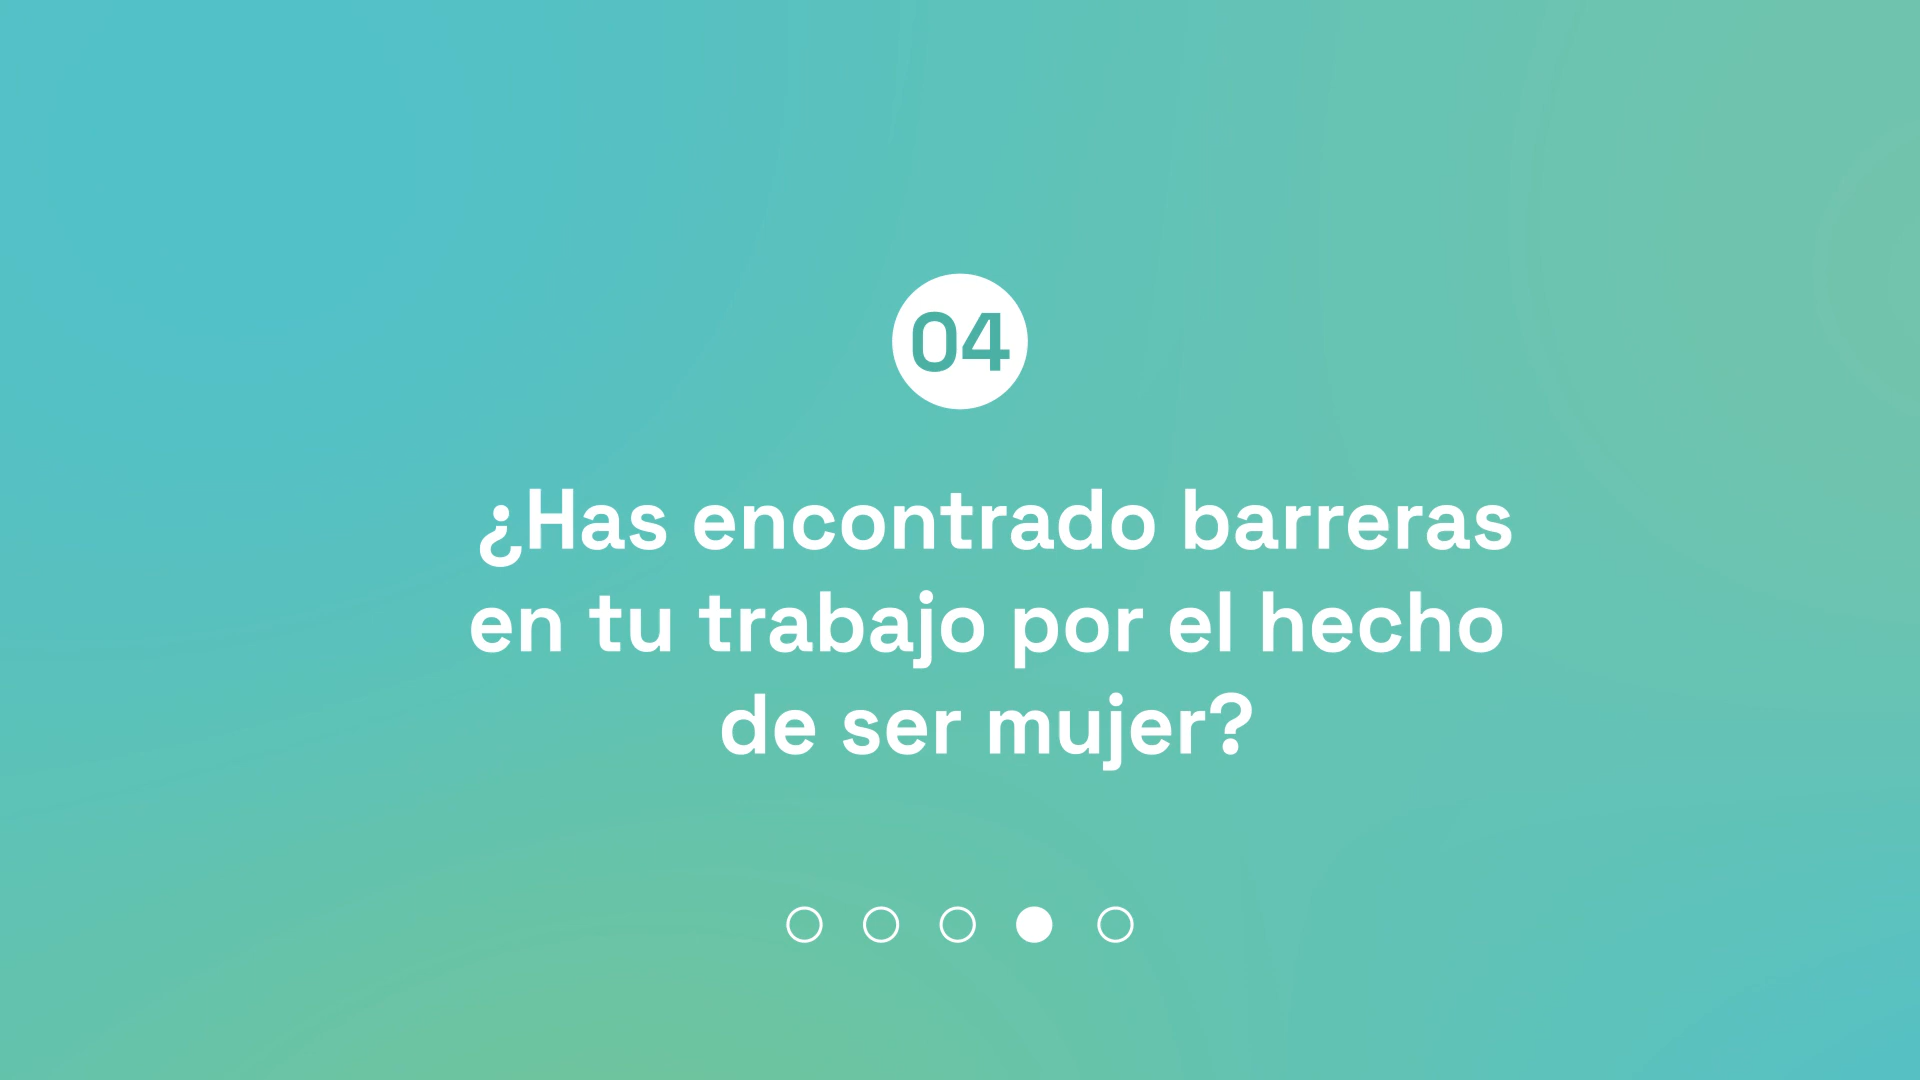 04
¿Has encontrado barreras
en tu trabajo por el hecho
de ser mujer?